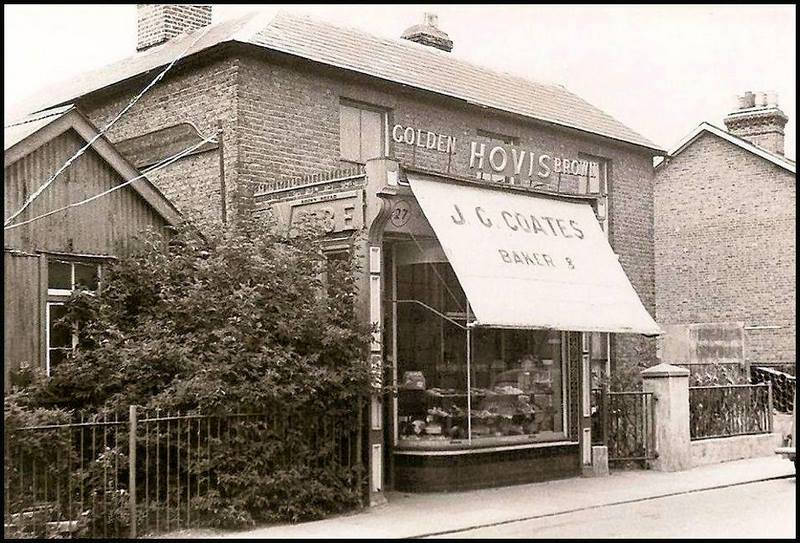 GOLDEN HOVIS BROWN
27
J. C. COATES
BAKER &